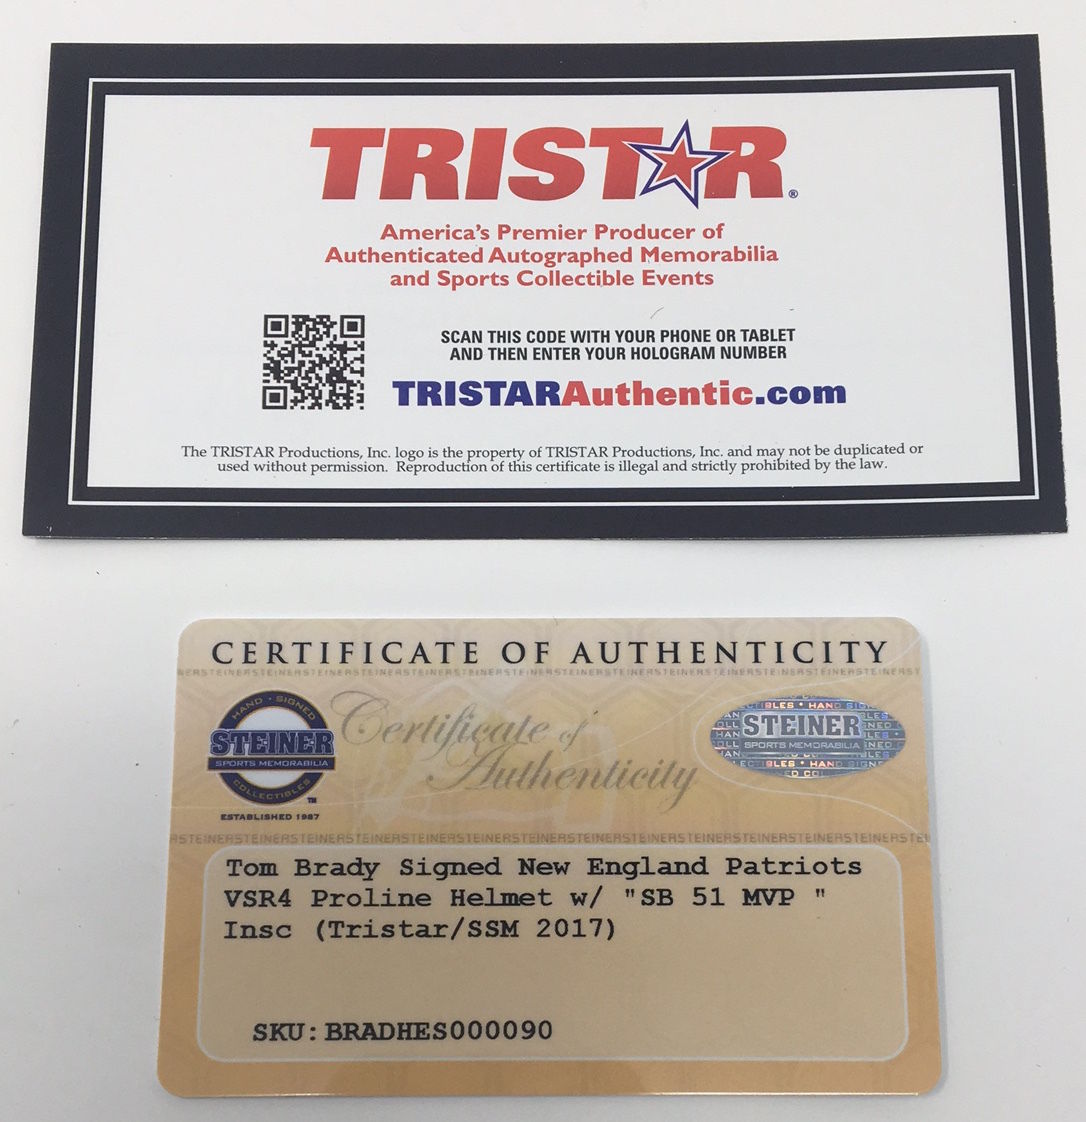 TRISTAR®
America's Premier Producer of
Authenticated Autographed Memorabilia
and Sports Collectible Events
SCAN THIS CODE WITH YOUR PHONE OR TABLET
AND THEN ENTER YOUR HOLOGRAM NUMBER
TRISTARAuthentic.com
The TRISTAR Productions, Inc. logo is the property of TRISTAR Productions, Inc. and may not be duplicated or
used without permission. Reproduction of this certificate is illegal and strictly prohibited by the law.
CERTIFICATE OF AUTHENTICITY
HAND · SIGNED
STEINER
SPORTS MEMORABILIA
COLLECTIBLES
TM
ESTABLISHED 1987
Certificate of
Authenticity
STEINER
SPORTS MEMORABILIA
Tom Brady Signed New England Patriots
VSR4 Proline Helmet w/ "SB 51 MVP "
Insc (Tristar/SSM 2017)
SKU: BRADHES000090